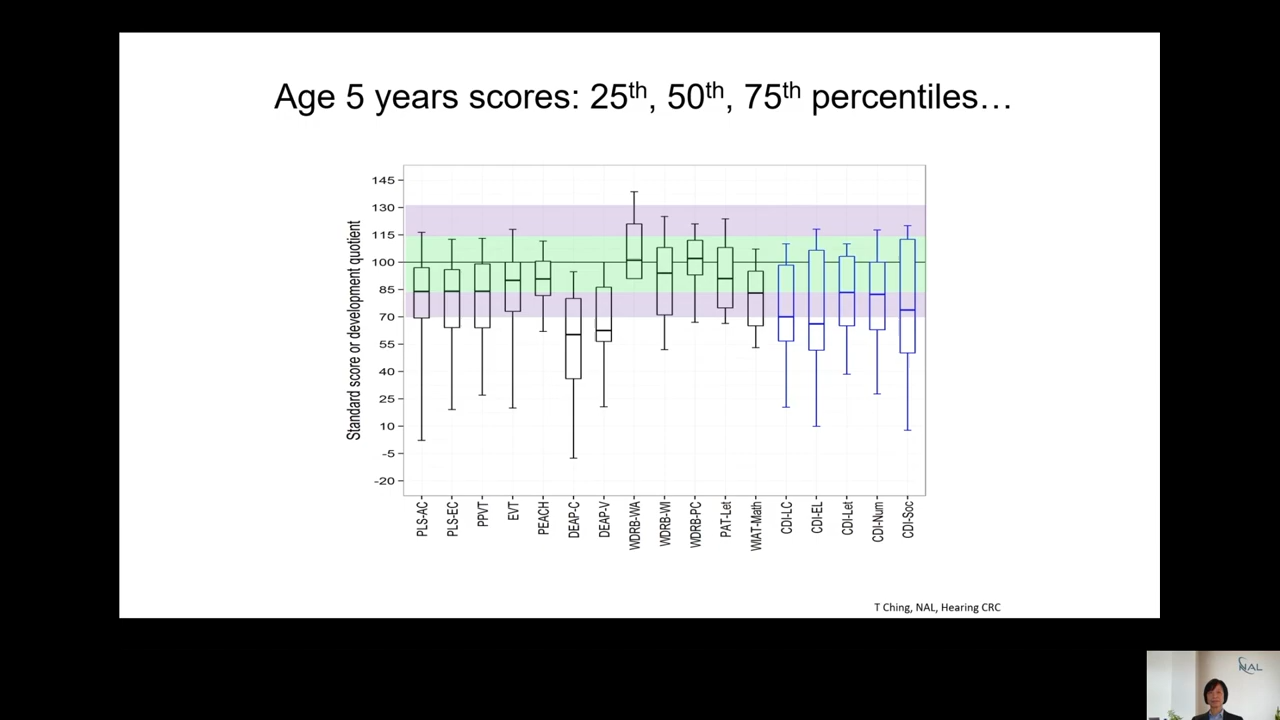 Age 5 years scores: 25th, 50th, 75th percentiles…
Standard score or development quotient
145
130
115
100
85
70
55
40
25
10
-5
-20
PLS-AC
PLS-EC
PPVT
EVT
PEACH
DEAP-C
DEAP-V
WDRB-WA
WDRB-WI
WDRB-PC
PAT-Let
WIAT-Math
CDI-LC
CDI-EL
CDI-Let
CDI-Num
CDI-Soc
T Ching, NAL, Hearing CRC
NAL